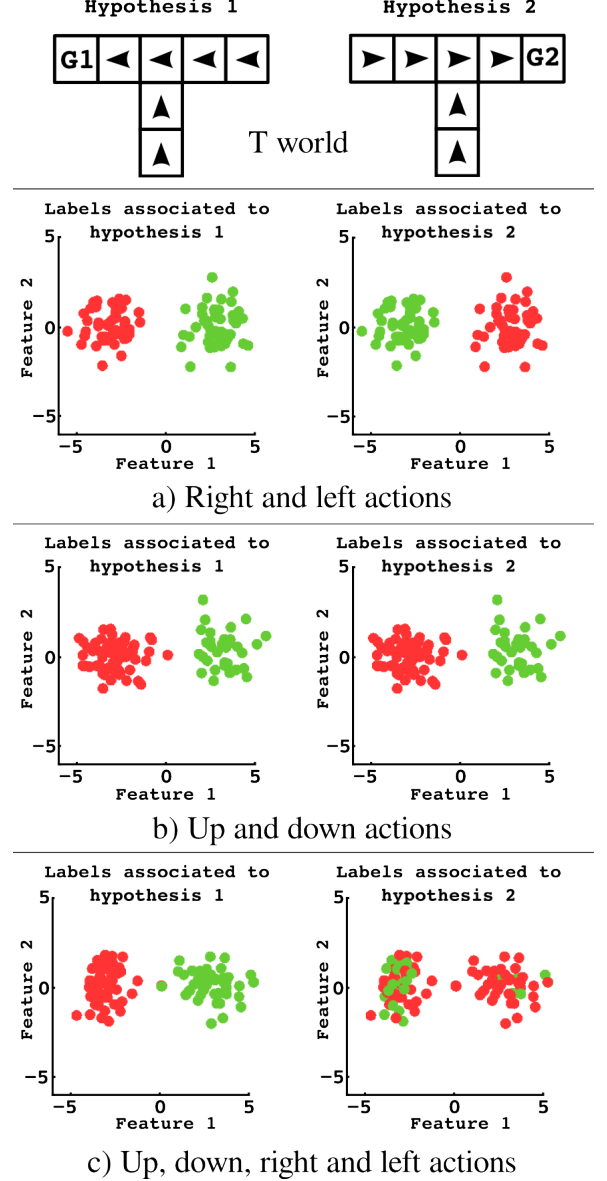 Hypothesis 1 Hypothesis 2
G1 G2
T world
Labels associated to hypothesis 1
Labels associated to hypothesis 2
5 5
Feature 2 Feature 2
0 0
−5 −5
−5 0 5 −5 0 5
Feature 1 Feature 1
a) Right and left actions
Labels associated to hypothesis 1
Labels associated to hypothesis 2
5 5
Feature 2 Feature 2
0 0
−5 −5
−5 0 5 −5 0 5
Feature 1 Feature 1
b) Up and down actions
Labels associated to hypothesis 1
Labels associated to hypothesis 2
5 5
Feature 2 Feature 2
0 0
−5 −5
−5 0 5 −5 0 5
Feature 1 Feature 1
c) Up, down, right and left actions